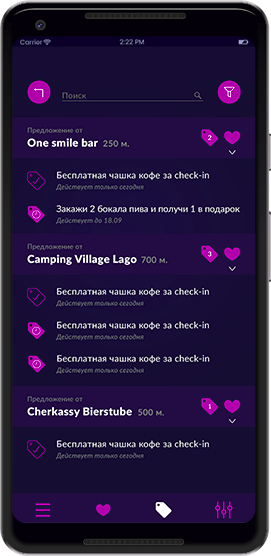 Carrier 2:22 PM
Поиск
Предложение от
One smile bar 250 м.
2
Бесплатная чашка кофе за check-in
Действует только сегодня
Закажи 2 бокала пива и получи 1 в подарок
Действует до 18.09
Предложение от
Camping Village Lago 700 м.
3
Бесплатная чашка кофе за check-in
Действует только сегодня
Бесплатная чашка кофе за check-in
Действует только сегодня
Бесплатная чашка кофе за check-in
Действует только сегодня
Предложение от
Cherkassy Bierstube 500 м.
1
Бесплатная чашка кофе за check-in
Действует только сегодня